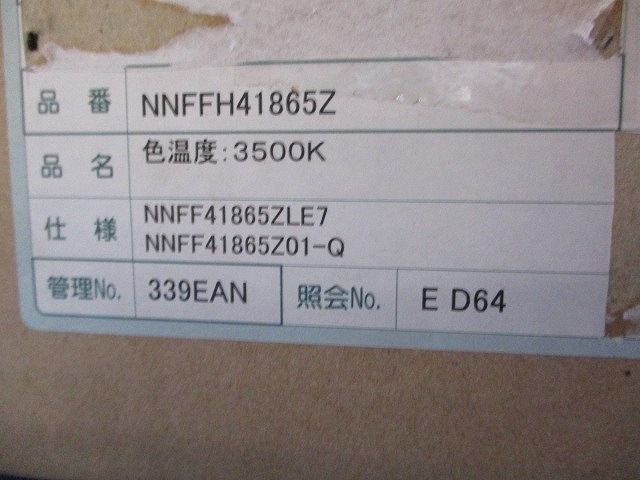 品番 NNFFH41865Z
品名 色温度:3500K
仕様 NNFF41865ZLE7
NNFF41865Z01-Q
管理No. 339EAN 照会No. E D64